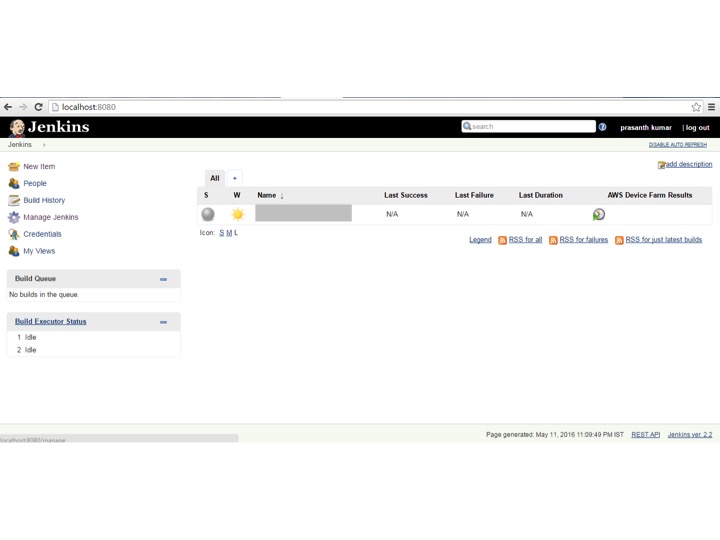 localhost:8080
Jenkins
search
prasanth kumar | log out
Jenkins ›
DISABLE AUTO REFRESH
New Item
People
Build History
Manage Jenkins
Credentials
My Views
Build Queue
No builds in the queue.
Build Executor Status
1 Idle
2 Idle
add description
All +
S W Name ↓ Last Success Last Failure Last Duration AWS Device Farm Results
N/A N/A N/A
Icon: S M L
Legend RSS for all RSS for failures RSS for just latest builds
Page generated: May 11, 2016 11:09:49 PM IST REST API Jenkins ver. 2.2
localhost:8080/manage